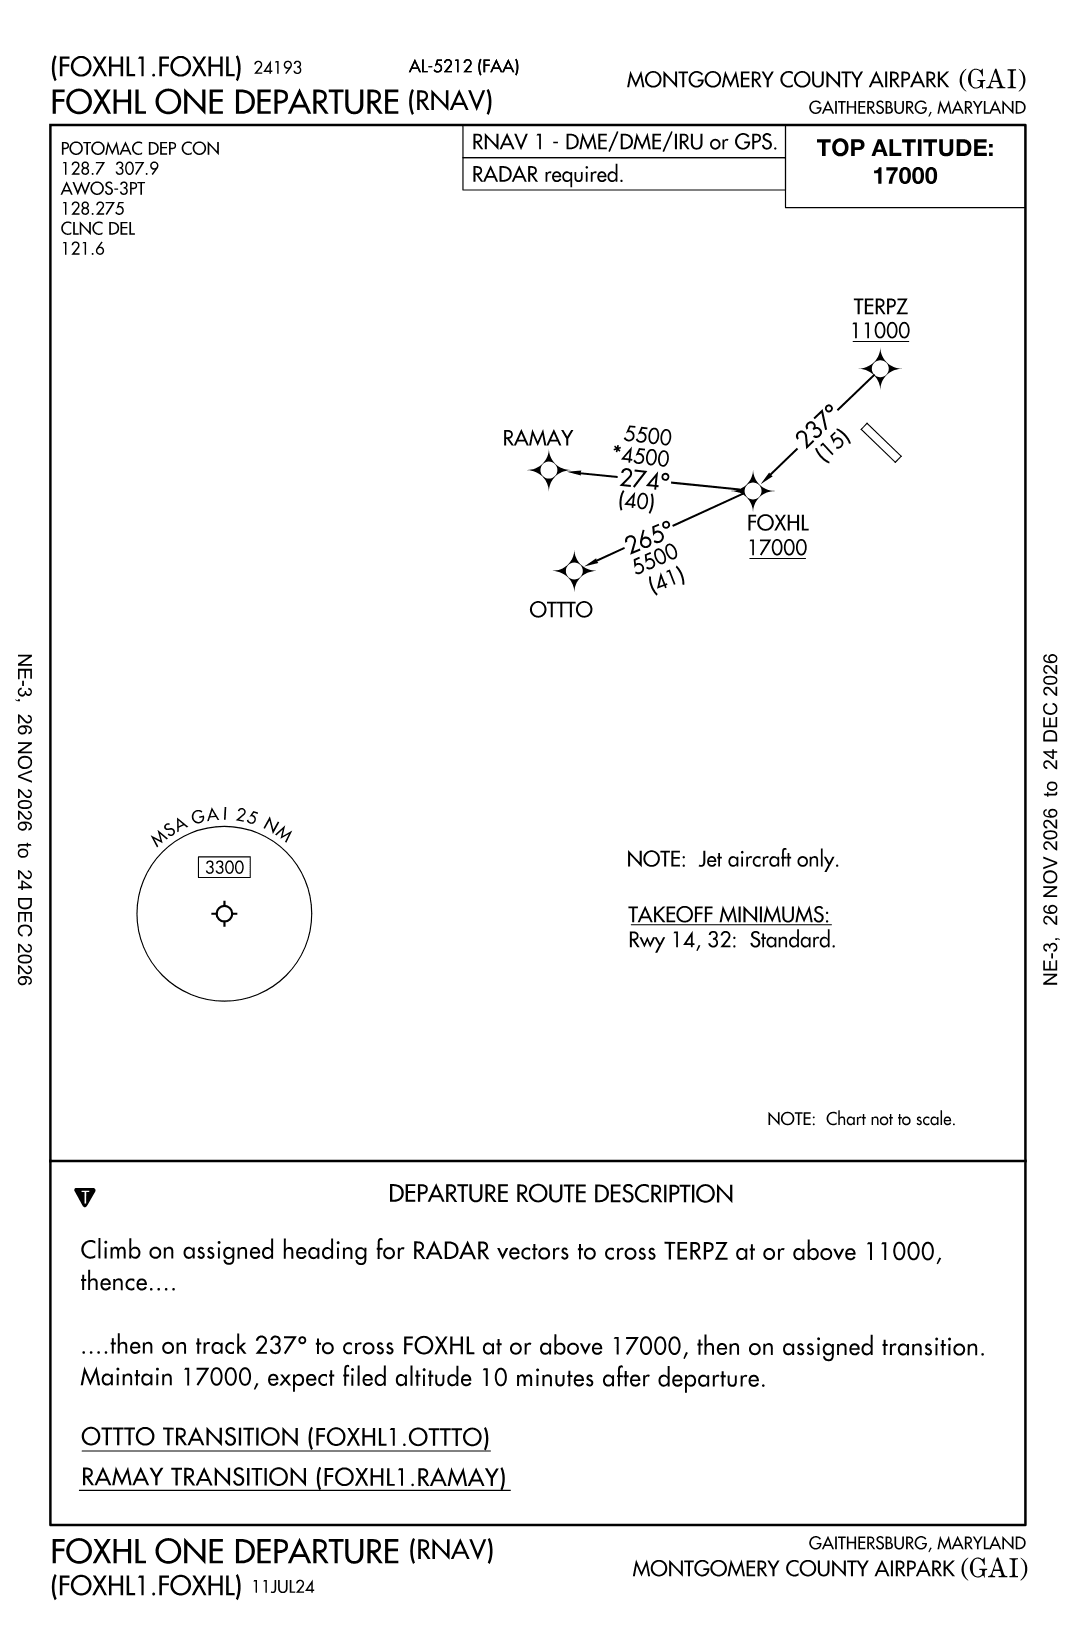 (FOXHL1.FOXHL) 24193
AL-5212 (FAA)
MONTGOMERY COUNTY AIRPARK (GAI)
FOXHL ONE DEPARTURE (RNAV)
GAITHERSBURG, MARYLAND
POTOMAC DEP CON
128.7 307.9
AWOS-3PT
128.275
CLNC DEL
121.6
RNAV 1 - DME/DME/IRU or GPS.
RADAR required.
TOP ALTITUDE:
17000
TERPZ
11000
237°
(15)
RAMAY
5500
*4500
274°
(40)
FOXHL
17000
265°
5500
(41)
OTTTO
NE-3, 26 NOV 2026 to 24 DEC 2026
NE-3, 26 NOV 2026 to 24 DEC 2026
MSA GAI 25 NM
3300
NOTE: Jet aircraft only.
TAKEOFF MINIMUMS:
Rwy 14, 32: Standard.
NOTE: Chart not to scale.
T
DEPARTURE ROUTE DESCRIPTION
Climb on assigned heading for RADAR vectors to cross TERPZ at or above 11000,
thence....
....then on track 237° to cross FOXHL at or above 17000, then on assigned transition.
Maintain 17000, expect filed altitude 10 minutes after departure.
OTTTO TRANSITION (FOXHL1.OTTTO)
RAMAY TRANSITION (FOXHL1.RAMAY)
FOXHL ONE DEPARTURE (RNAV)
GAITHERSBURG, MARYLAND
(FOXHL1.FOXHL) 11JUL24
MONTGOMERY COUNTY AIRPARK (GAI)